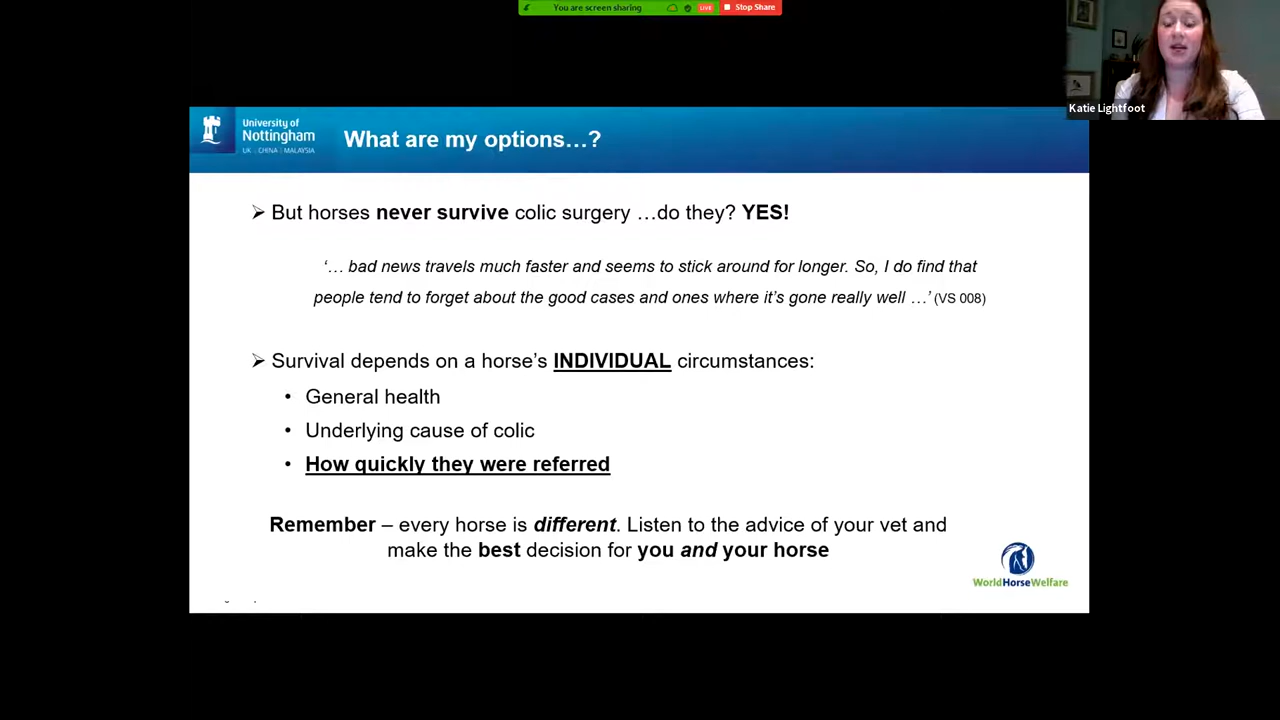 You are screen sharing
LIVE
Stop Share
Katie Lightfoot
University of
Nottingham
UK | CHINA | MALAYSIA
What are my options…?
➢ But horses never survive colic surgery …do they? YES!
‘… bad news travels much faster and seems to stick around for longer. So, I do find that
people tend to forget about the good cases and ones where it’s gone really well …’ (VS 008)
➢ Survival depends on a horse’s INDIVIDUAL circumstances:
• General health
• Underlying cause of colic
• How quickly they were referred
Remember – every horse is different. Listen to the advice of your vet and
make the best decision for you and your horse
WorldHorseWelfare